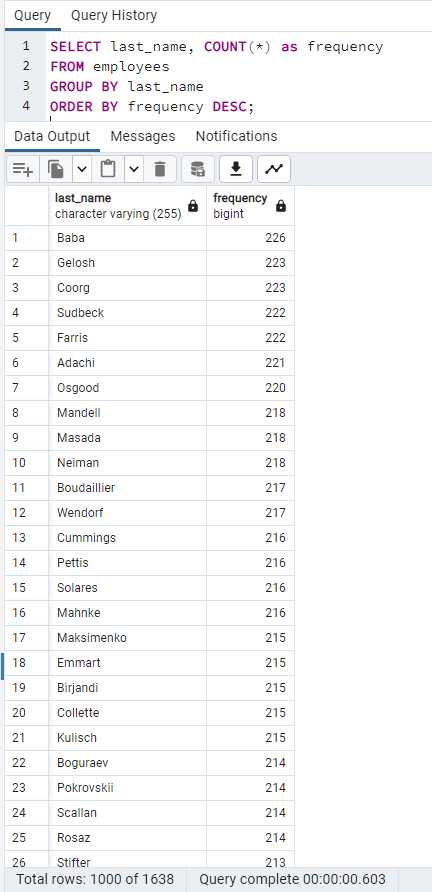 Query Query History
1 SELECT last_name, COUNT(*) as frequency
2 FROM employees
3 GROUP BY last_name
4 ORDER BY frequency DESC;
Data Output Messages Notifications
last_name frequency
character varying (255) bigint
1 Baba 226
2 Gelosh 223
3 Coorg 223
4 Sudbeck 222
5 Farris 222
6 Adachi 221
7 Osgood 220
8 Mandell 218
9 Masada 218
10 Neiman 218
11 Boudaillier 217
12 Wendorf 217
13 Cummings 216
14 Pettis 216
15 Solares 216
16 Mahnke 216
17 Maksimenko 215
18 Emmart 215
19 Birjandi 215
20 Collette 215
21 Kulisch 215
22 Boguraev 214
23 Pokrovskii 214
24 Scallan 214
25 Rosaz 214
26 Stifter 213
Total rows: 1000 of 1638 Query complete 00:00:00.603